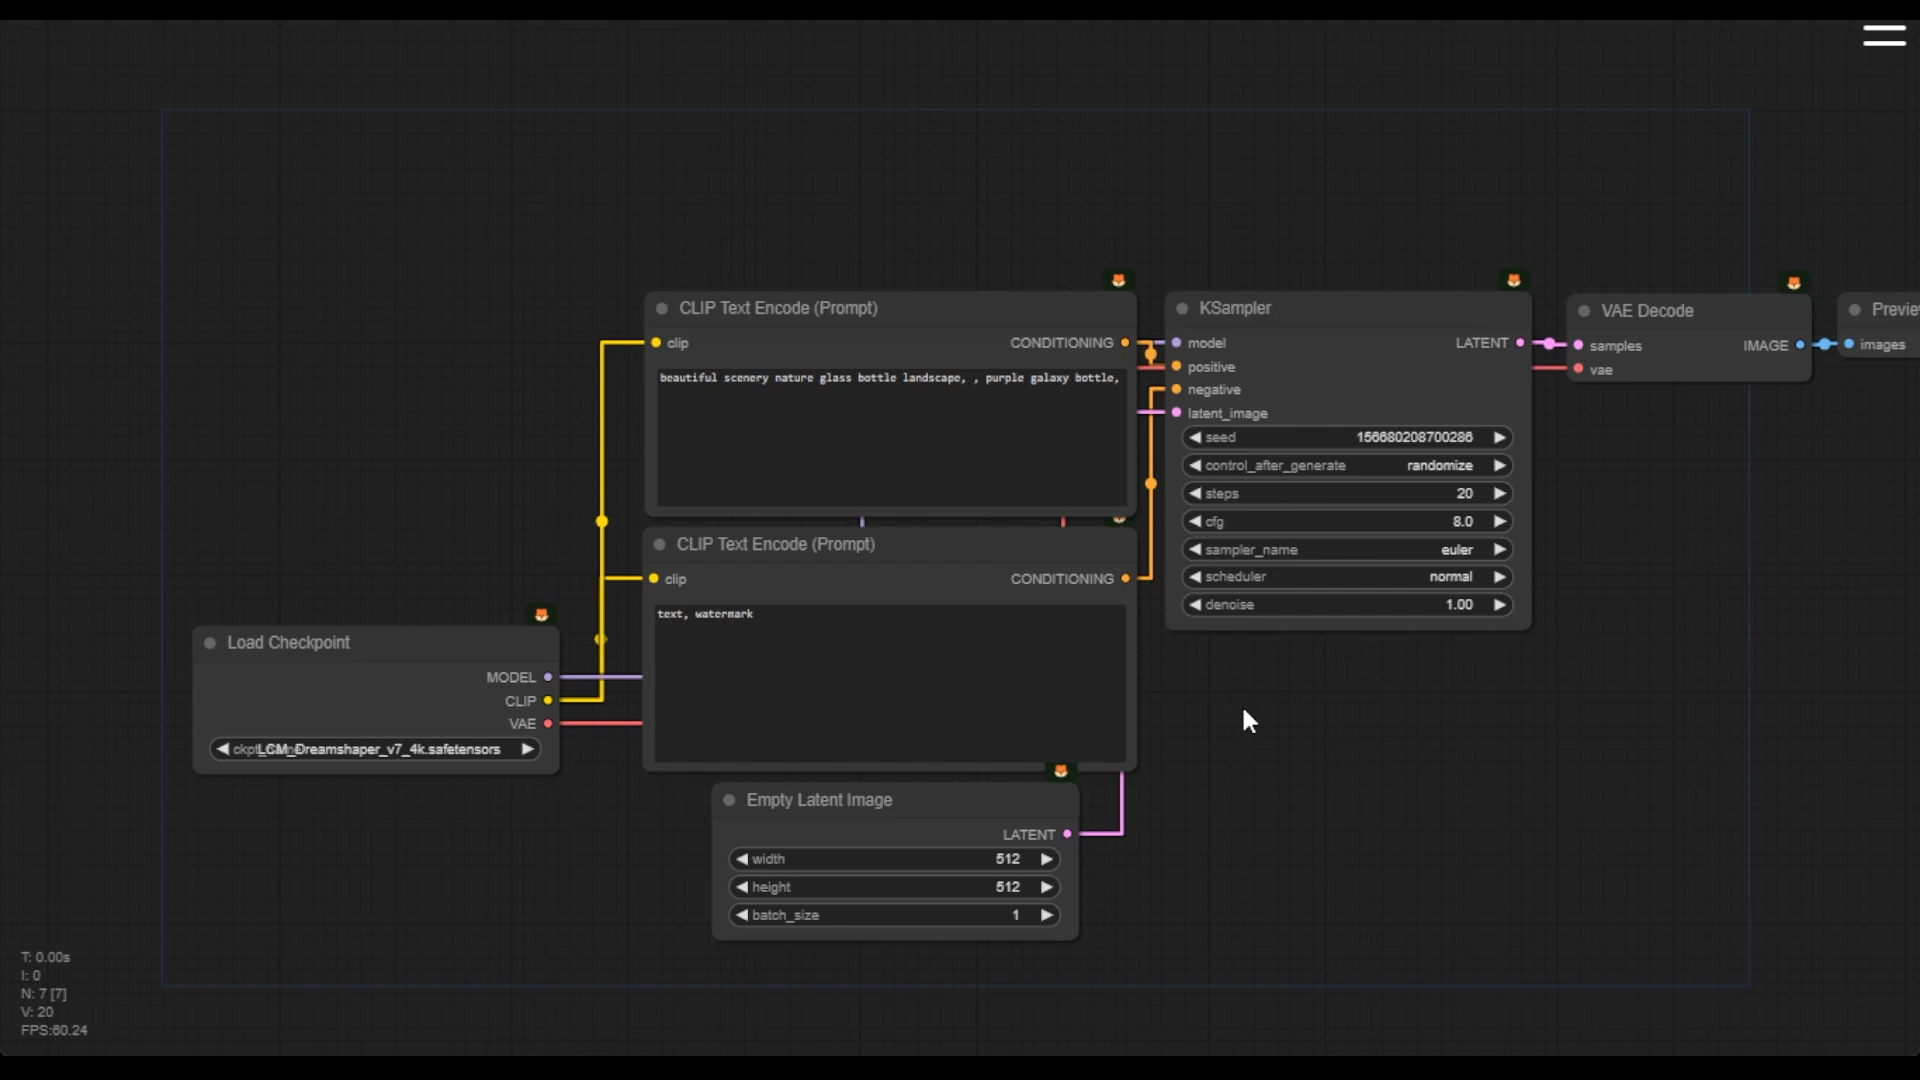 CLIP Text Encode (Prompt)
clip
CONDITIONING
beautiful scenery nature glass bottle landscape, , purple galaxy bottle,
KSampler
model
LATENT
positive
negative
latent_image
seed 156680208700286
control_after_generate randomize
steps 20
cfg 8.0
sampler_name euler
scheduler normal
denoise 1.00
VAE Decode
samples
IMAGE
vae
images
CLIP Text Encode (Prompt)
clip
CONDITIONING
text, watermark
Load Checkpoint
MODEL
CLIP
VAE
LCM_Dreamshaper_v7_4k.safetensors
Empty Latent Image
LATENT
width 512
height 512
batch_size 1
T: 0.00s
I: 0
N: 7 [7]
V: 20
FPS:60.24